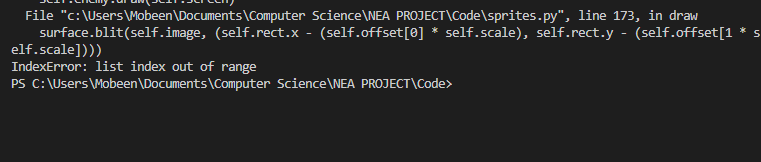 self.enemy.draw(self.screen)
File "c:\Users\Mobeen\Documents\Computer Science\NEA PROJECT\Code\sprites.py", line 173, in draw
surface.blit(self.image, (self.rect.x - (self.offset[0] * self.scale), self.rect.y - (self.offset[1 * s
elf.scale])))
IndexError: list index out of range
PS C:\Users\Mobeen\Documents\Computer Science\NEA PROJECT\Code>